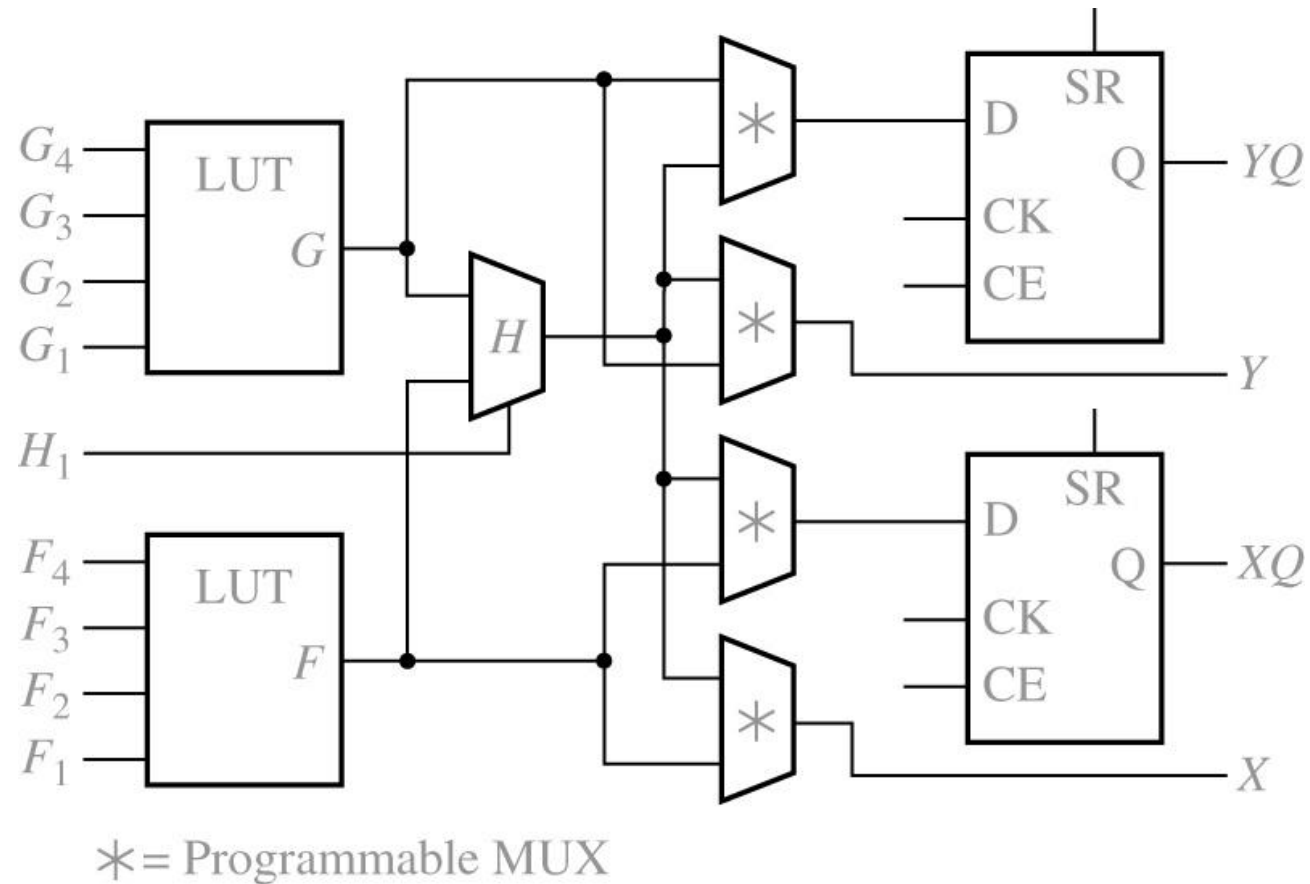 SR
G4
LUT
D
YQ
G3
Q
G
CK
G2
CE
H
G1
Y
H1
SR
D
F4
LUT
XQ
F3
Q
F
CK
F2
CE
F1
X
*
*
*
*
*= Programmable MUX